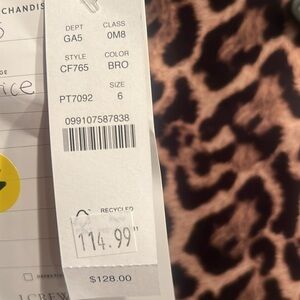 CHANDIS
DEPT CLASS
GA5 0M8
STYLE COLOR
CF765 BRO
SIZE
PT7092 6
ice
099107587838
RECYCLED
114.99
$128.00
J.CREW